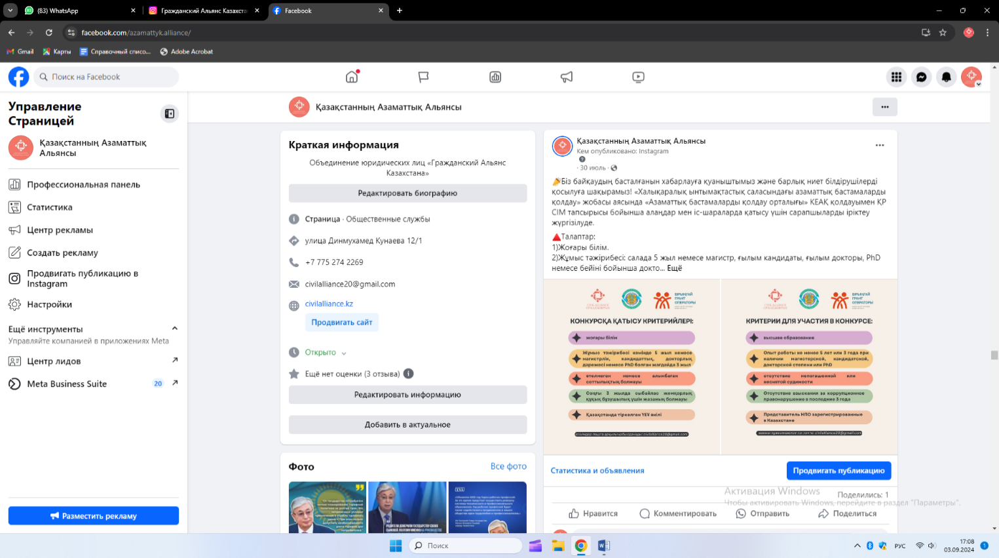 (83) WhatsApp
Гражданский Альянс Казахста
Facebook
facebook.com/azamattyk.alliance/
Gmail
Карты
Справочный списо...
Adobe Acrobat
Поиск на Facebook
Управление
Страницей
Қазақстанның Азаматтық
Альянсы
Профессиональная панель
Статистика
Центр рекламы
Создать рекламу
Продвигать публикацию в
Instagram
Настройки
Ещё инструменты
Управляйте компанией в приложениях Meta
Центр лидов
Meta Business Suite
20
Разместить рекламу
Қазақстанның Азаматтық Альянсы
Краткая информация
Объединение юридических лиц «Гражданский Альянс
Казахстана»
Редактировать биографию
Страница · Общественные службы
улица Динмухамед Кунаева 12/1
+7 775 274 2269
civilalliance20@gmail.com
civilalliance.kz
Продвигать сайт
Открыто
Ещё нет оценки (3 отзыва)
Редактировать информацию
Добавить в актуальное
Фото
Все фото
Қазақстанның Азаматтық Альянсы
Кем опубликовано: Instagram
· 30 июль ·
Біз байқаудың басталғанын хабарлауға қуаныштымыз және барлық ниет білдірушілерді
қосылуға шақырамыз! «Халықаралық ынтымақтастық саласындағы азаматтық бастамаларды
қолдау» жобасы аясында «Азаматтық бастамаларды қолдау орталығы» КЕАҚ қолдауымен ҚР
СІМ тапсырысы бойынша алаңдар мен іс-шараларда қатысу үшін сарапшыларды іріктеу
жүргізілуде.
Талаптар:
1)Жоғары білім.
2)Жұмыс тәжірибесі: салада 5 жыл немесе магистр, ғылым кандидаты, ғылым докторы, PhD
немесе бейіні бойынша докто... Ещё
БІРЫҢҒАЙ
ГРАНТ
ОПЕРАТОРЫ
КОНКУРСҚА ҚАТЫСУ КРИТЕРИЙЛЕРІ:
жоғары білім
Жұмыс тәжірибесі кемінде 5 жыл немесе
магистрлік, кандидаттық, докторлық
дәрежесі немесе PhD болған жағдайда 3 жыл
өтелмеген немесе алынбаған
соттылықтың болмауы
Соңғы 3 жылда сыбайлас жемқорлық
құқық бұзушылық үшін жазаның болмауы
Қазақстанда тіркелген ҮЕҰ өкілі
БІРЫҢҒАЙ
ГРАНТ
ОПЕРАТОРЫ
КРИТЕРИИ ДЛЯ УЧАСТИЯ В КОНКУРСЕ:
высшее образование
Опыт работы не менее 5 лет или 3 года при
наличии магистерской, кандидатской,
докторской степени или PhD
отсутствие непогашенной или
неснятой судимости
Отсутствие взыскания за коррупционное
правонарушение в последние 3 года
Представитель НПО зарегистрированные
в Казахстане
Статистика и объявления
Продвигать публикацию
Поделились: 1
Нравится
Комментировать
Отправить
Поделиться
Активация Windows
Чтобы активировать Windows, перейдите в раздел "Параметры".
Поиск
РУС
17:08
03.09.2024
1